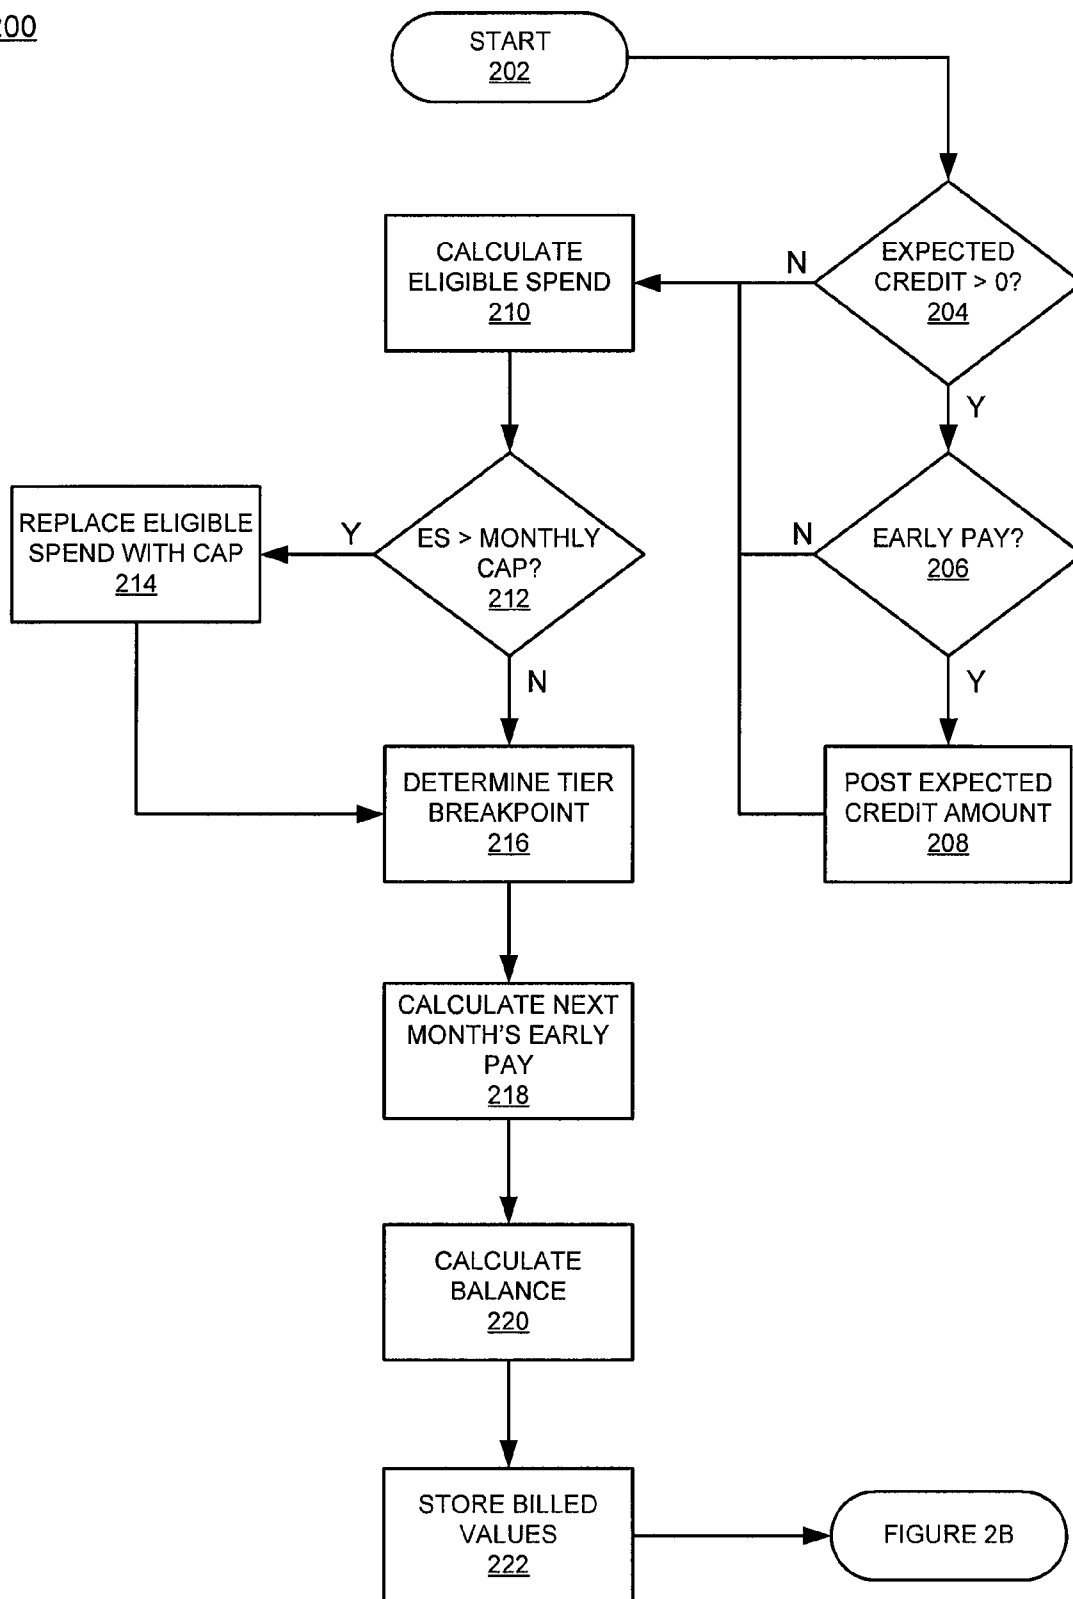 200
START
202
EXPECTED
CREDIT > 0?
204
N
Y
CALCULATE
ELIGIBLE SPEND
210
EARLY PAY?
206
N
Y
ES > MONTHLY
CAP?
212
Y
N
REPLACE ELIGIBLE
SPEND WITH CAP
214
POST EXPECTED
CREDIT AMOUNT
208
DETERMINE TIER
BREAKPOINT
216
CALCULATE NEXT
MONTH'S EARLY
PAY
218
CALCULATE
BALANCE
220
STORE BILLED
VALUES
222
FIGURE 2B